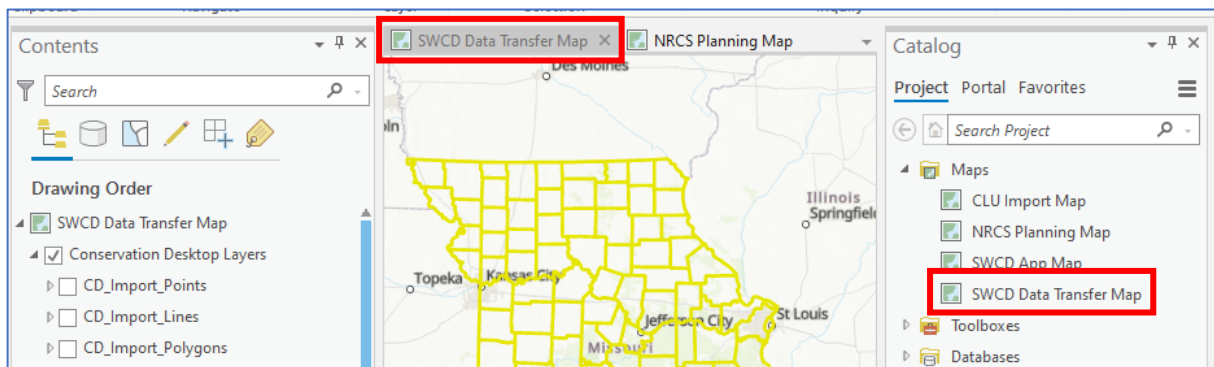 Contents
Search
Drawing Order
SWCD Data Transfer Map
Conservation Desktop Layers
CD_Import_Points
CD_Import_Lines
CD_Import_Polygons
SWCD Data Transfer Map
NRCS Planning Map
Des Moines
Illinois
Springfiel
Topeka
Kansas City
Jefferson City
St Louis
Missouri
Catalog
Project Portal Favorites
Search Project
Maps
CLU Import Map
NRCS Planning Map
SWCD App Map
SWCD Data Transfer Map
Toolboxes
Databases